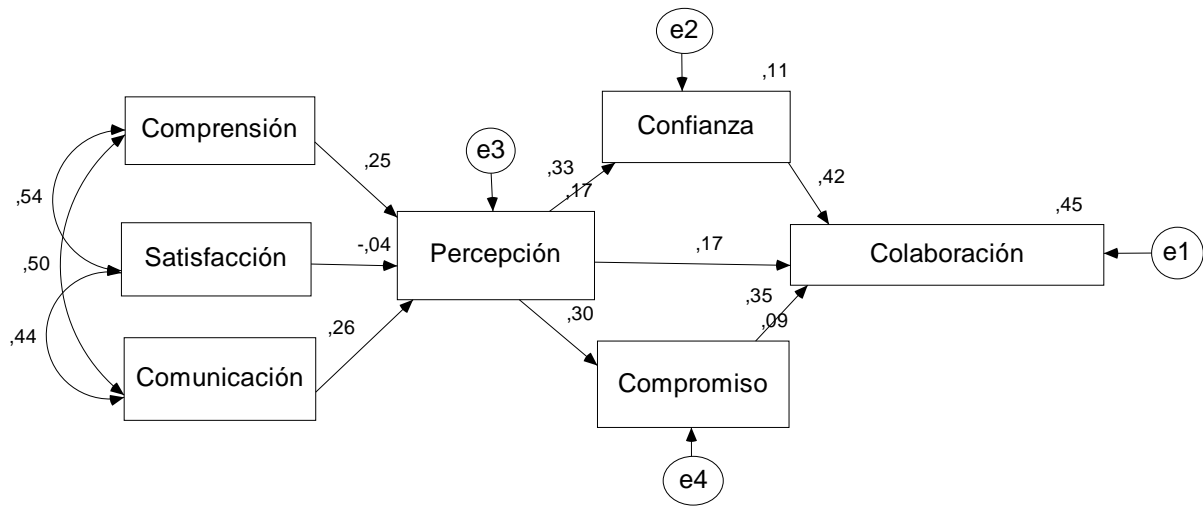 e2
,11
Confianza
Comprensión
e3
,25
,33
,17
,42
,54
,45
Satisfacción
-,04
Percepción
,17
Colaboración
e1
,50
,30
,35
,09
,44
,26
Comunicación
Compromiso
e4